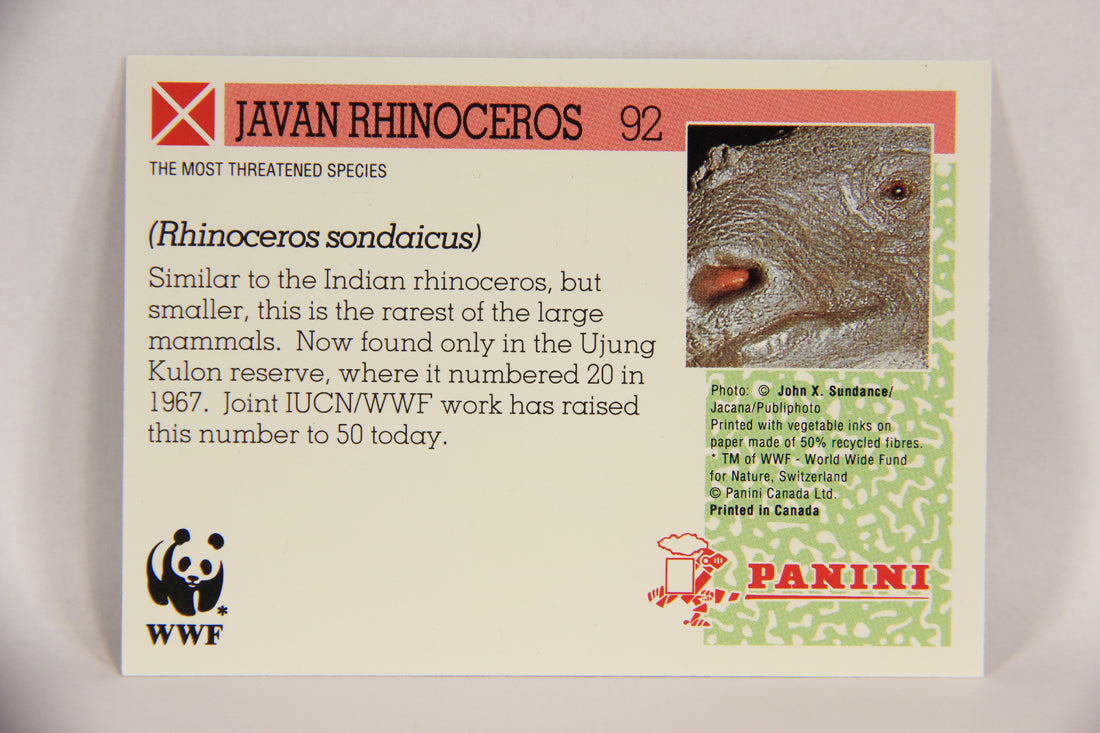 JAVAN RHINOCEROS 92
THE MOST THREATENED SPECIES
(Rhinoceros sondaicus)
Similar to the Indian rhinoceros, but
smaller, this is the rarest of the large
mammals. Now found only in the Ujung
Kulon reserve, where it numbered 20 in
1967. Joint IUCN/WWF work has raised
this number to 50 today.
Photo: © John X. Sundance/
Jacana/Publiphoto
Printed with vegetable inks on
paper made of 50% recycled fibres.
* TM of WWF - World Wide Fund
for Nature, Switzerland
© Panini Canada Ltd.
Printed in Canada
*
WWF
PANINI